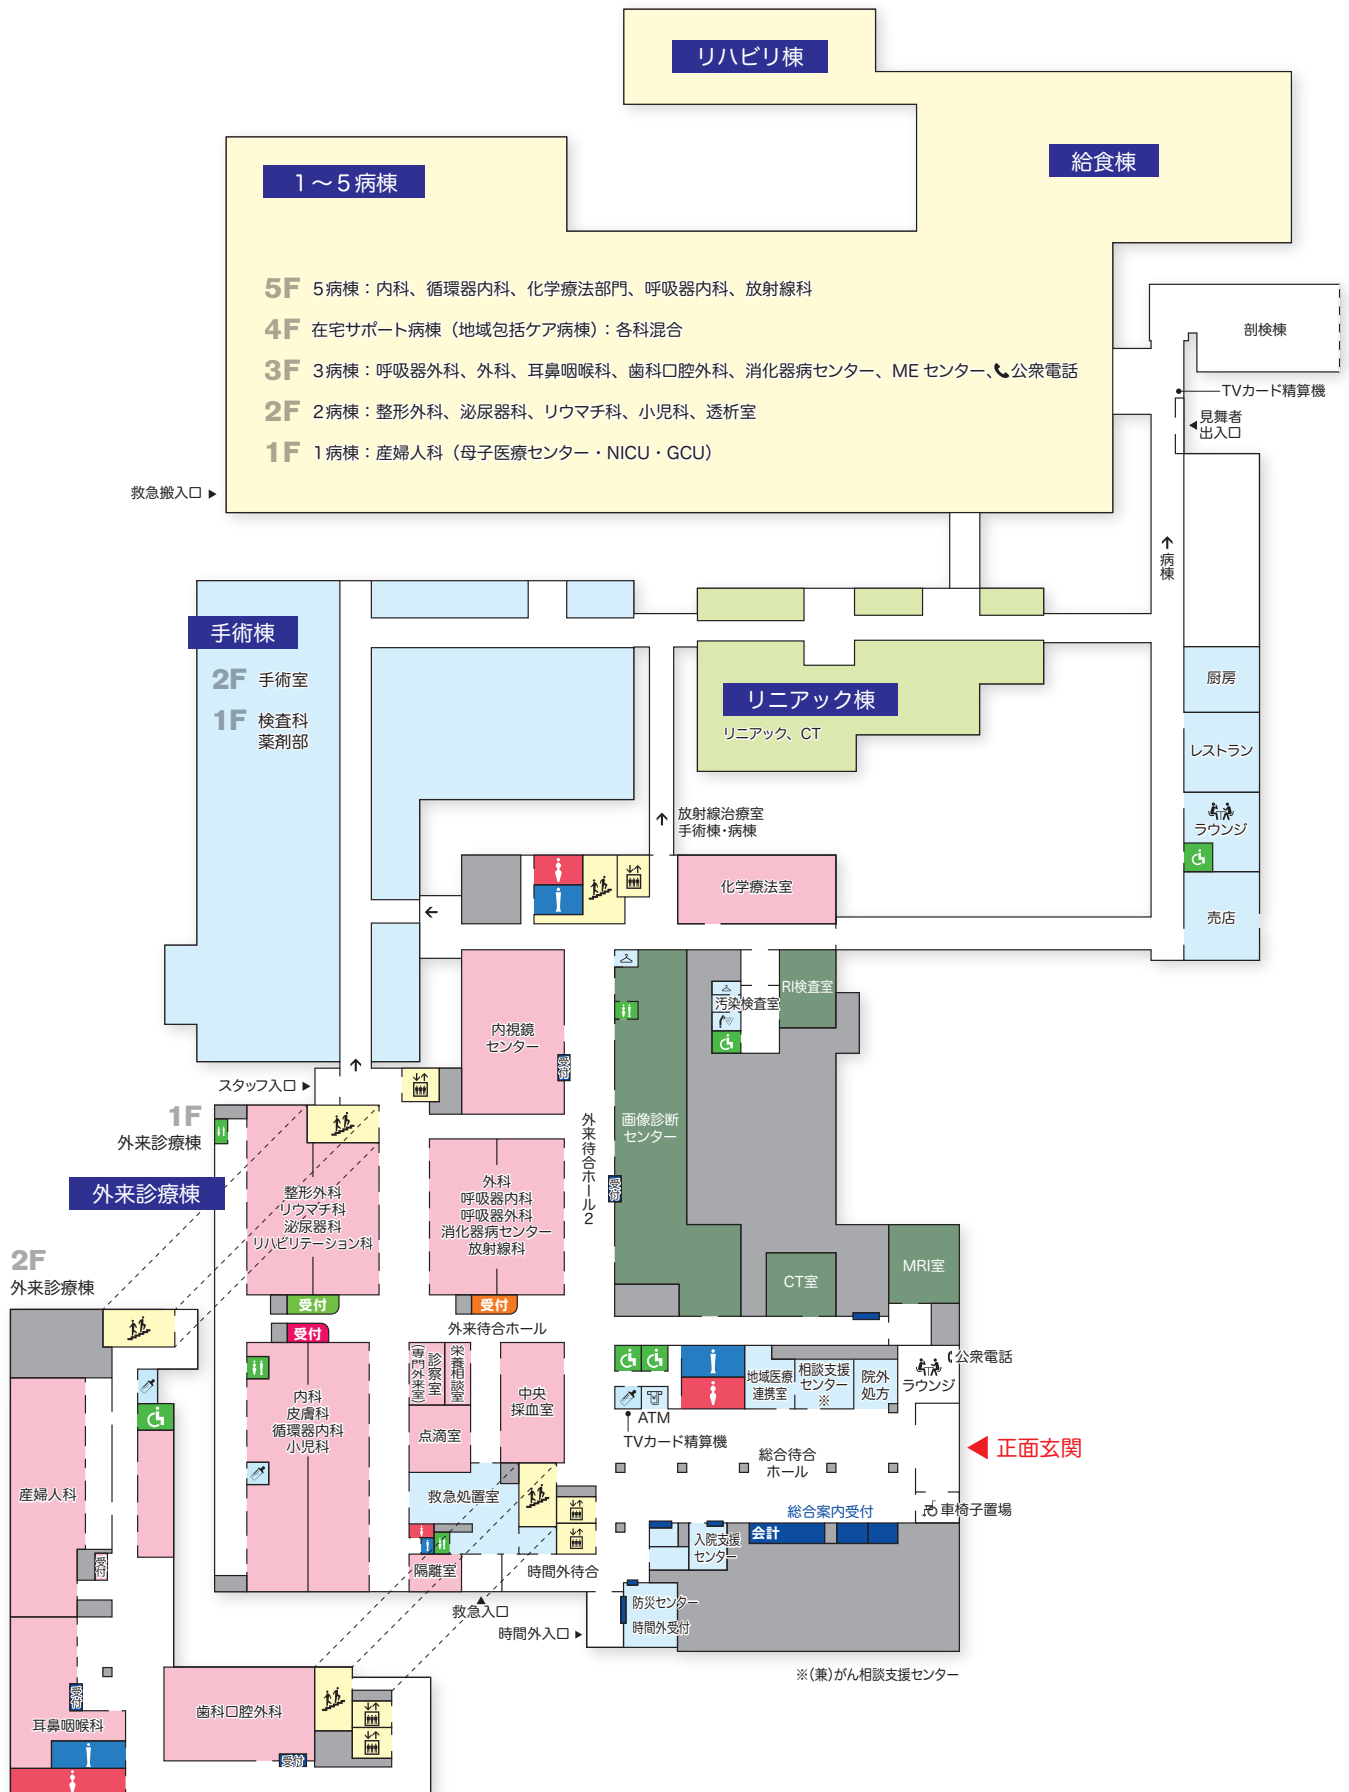 リハビリ棟
給食棟
1～5病棟
5F 5病棟：内科、循環器内科、化学療法部門、呼吸器内科、放射線科
4F 在宅サポート病棟（地域包括ケア病棟）：各科混合
3F 3病棟：呼吸器外科、外科、耳鼻咽喉科、歯科口腔外科、消化器病センター、ME センター、公衆電話
2F 2病棟：整形外科、泌尿器科、リウマチ科、小児科、透析室
1F 1病棟：産婦人科（母子医療センター・NICU・GCU）
救急搬入口
剖検棟
TVカード精算機
見舞者
出入口
病棟
手術棟
2F 手術室
1F 検査科
薬剤部
リニアック棟
リニアック、CT
厨房
レストラン
ラウンジ
売店
放射線治療室
手術棟・病棟
化学療法室
内視鏡
センター
受付
RI検査室
汚染検査室
画像診断
センター
受付
外来待合ホール2
スタッフ入口
1F
外来診療棟
外来診療棟
整形外科
リウマチ科
泌尿器科
リハビリテーション科
受付
外科
呼吸器内科
呼吸器外科
消化器病センター
放射線科
受付
CT室
MRI室
2F
外来診療棟
受付
外来待合ホール
内科
皮膚科
循環器内科
小児科
診察室
（専門外来室）
栄養相談室
中央
採血室
点滴室
救急処置室
隔離室
時間外待合
救急入口
時間外入口
ATM
TVカード精算機
地域医療
連携室
相談支援
センター
※
院外
処方
ラウンジ
公衆電話
正面玄関
総合待合
ホール
総合案内受付
車椅子置場
会計
入院支援
センター
防災センター
時間外受付
※(兼)がん相談支援センター
産婦人科
受付
耳鼻咽喉科
受付
歯科口腔外科
受付